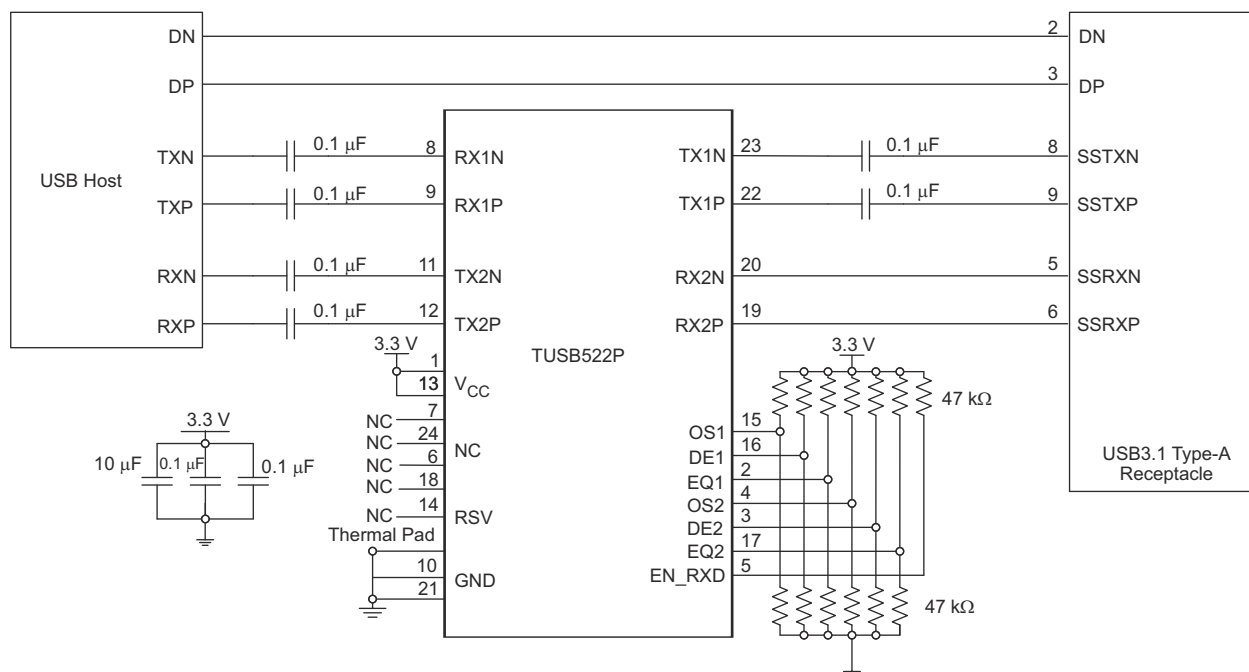 DN
DP
TXN
TXP
RXN
RXP
USB Host
0.1 μF
0.1 μF
0.1 μF
0.1 μF
8
9
11
12
RX1N
RX1P
TX2N
TX2P
TUSB522P
TX1N
TX1P
RX2N
RX2P
23
22
20
19
0.1 μF
0.1 μF
2
3
8
9
5
6
DN
DP
SSTXN
SSTXP
SSRXN
SSRXP
USB3.1 Type-A
Receptacle
3.3 V
1
13
VCC
NC
7
NC
24
NC
6
NC
18
NC
NC
14
RSV
Thermal Pad
10
21
GND
3.3 V
10 μF
0.1 μF
0.1 μF
OS1
DE1
EQ1
OS2
DE2
EQ2
EN_RXD
15
16
2
4
3
17
5
3.3 V
47 kΩ
47 kΩ